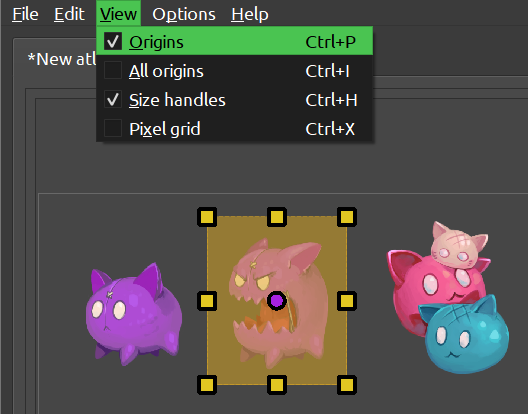 File Edit View Options Help
*New atl
Origins Ctrl+P
All origins Ctrl+I
Size handles Ctrl+H
Pixel grid Ctrl+X